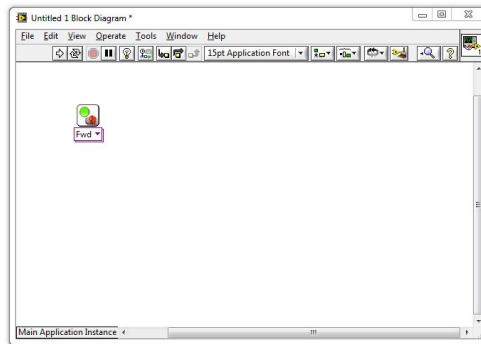 Untitled 1 Block Diagram *
File Edit View Operate Tools Window Help
15pt Application Font
Fwd
Main Application Instance